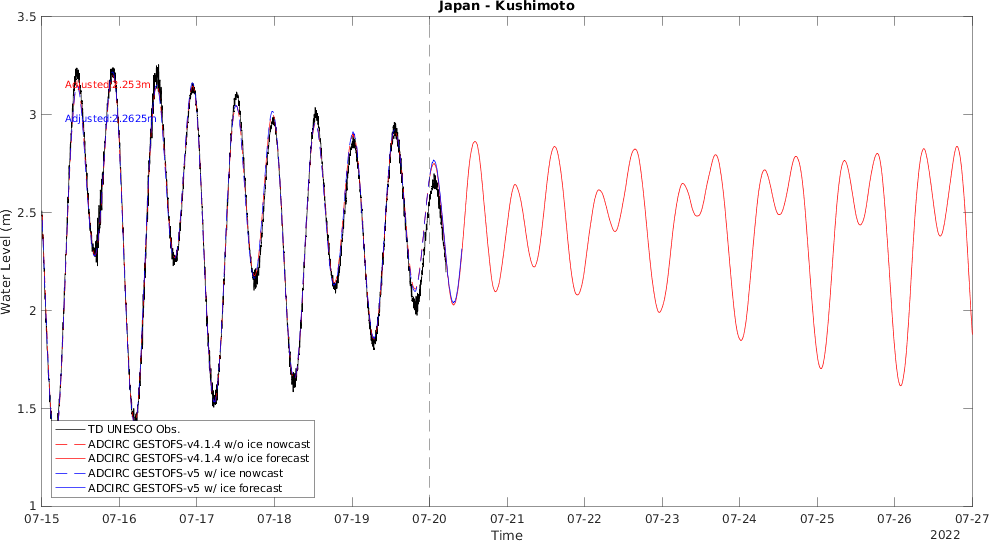 Japan - Kushimoto
3.5
3
2.5
2
1.5
1
Water Level (m)
Adjusted:2.253m
Adjusted:2.2625m
TD UNESCO Obs.
ADCIRC GESTOFS-v4.1.4 w/o ice nowcast
ADCIRC GESTOFS-v4.1.4 w/o ice forecast
ADCIRC GESTOFS-v5 w/ ice nowcast
ADCIRC GESTOFS-v5 w/ ice forecast
07-15 07-16 07-17 07-18 07-19 07-20 07-21 07-22 07-23 07-24 07-25 07-26 07-27
Time
2022